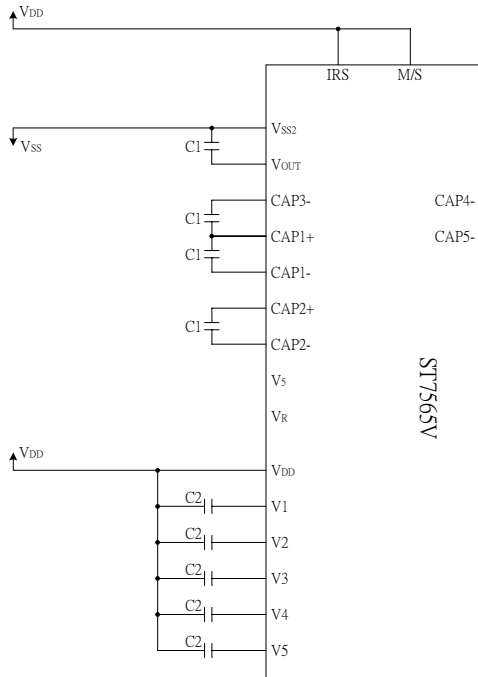 VDD
IRS M/S
VSS
VSS2
C1
VOUT
CAP3- CAP4-
C1
CAP1+ CAP5-
C1
CAP1-
CAP2+
C1
CAP2-
V5
ST7565V
VR
VDD
VDD
C2
V1
C2
V2
C2
V3
C2
V4
C2
V5